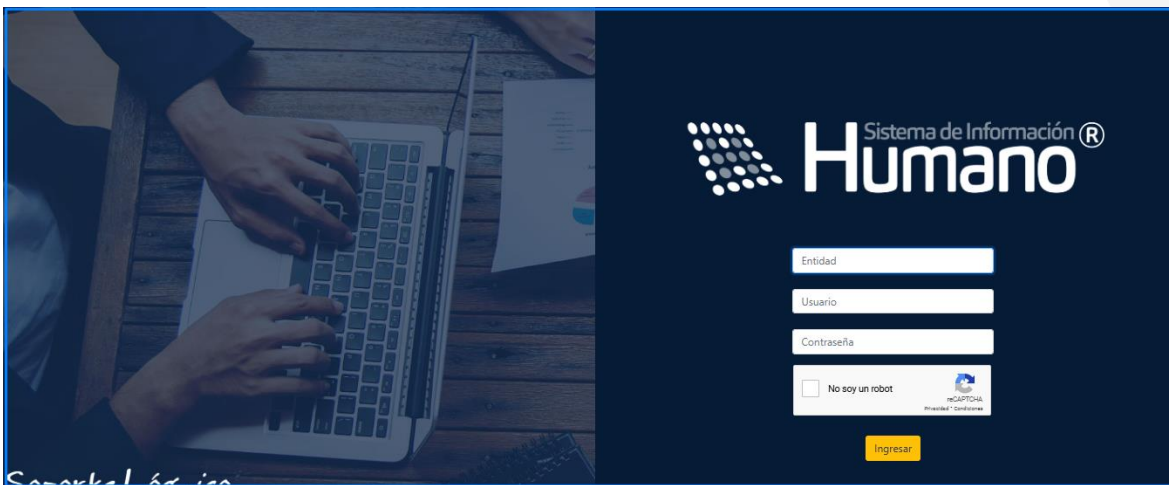 Sistema de Información ®
Humano
Entidad
Usuario
Contraseña
No soy un robot
reCAPTCHA
Privacidad • Condiciones
Ingresar